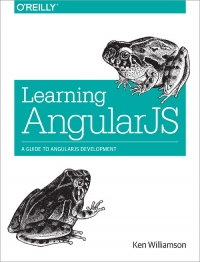 O'REILLY®
Learning
AngularJS
A GUIDE TO ANGULARJS DEVELOPMENT
Ken Williamson